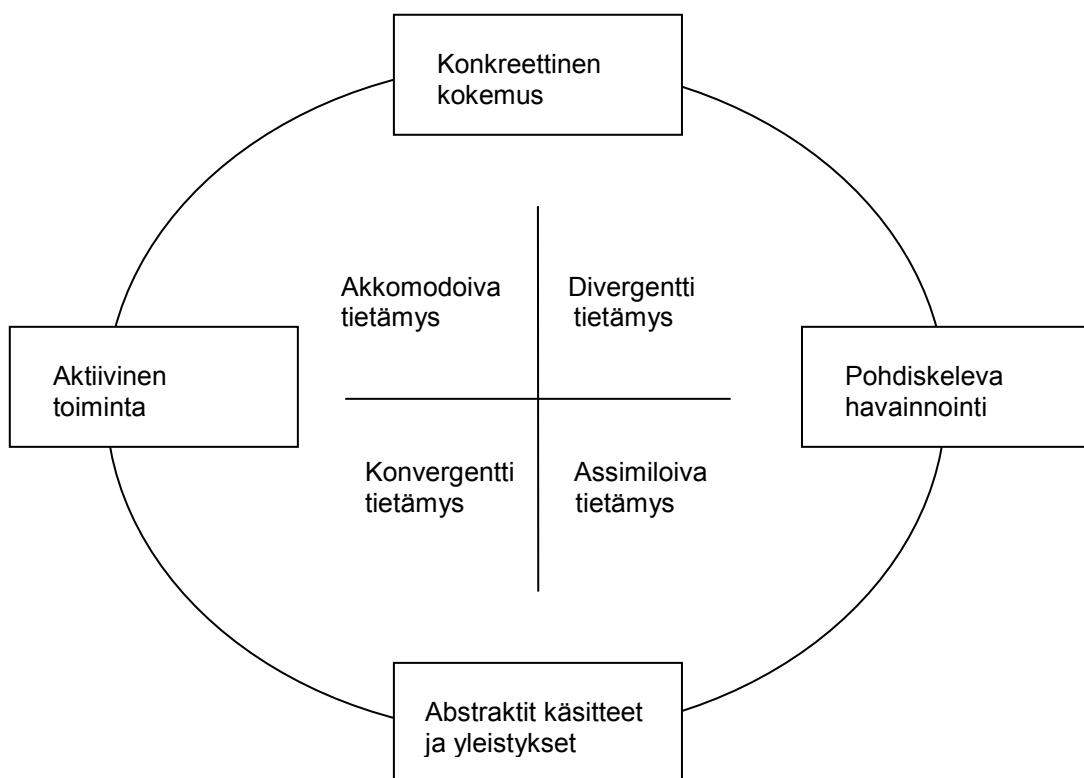 Konkreettinen
kokemus
Akkomodoiva
tietämys
Divergentti
tietämys
Aktiivinen
toiminta
Pohdiskeleva
havainnointi
Konvergentti
tietämys
Assimiloiva
tietämys
Abstraktit käsitteet
ja yleistykset